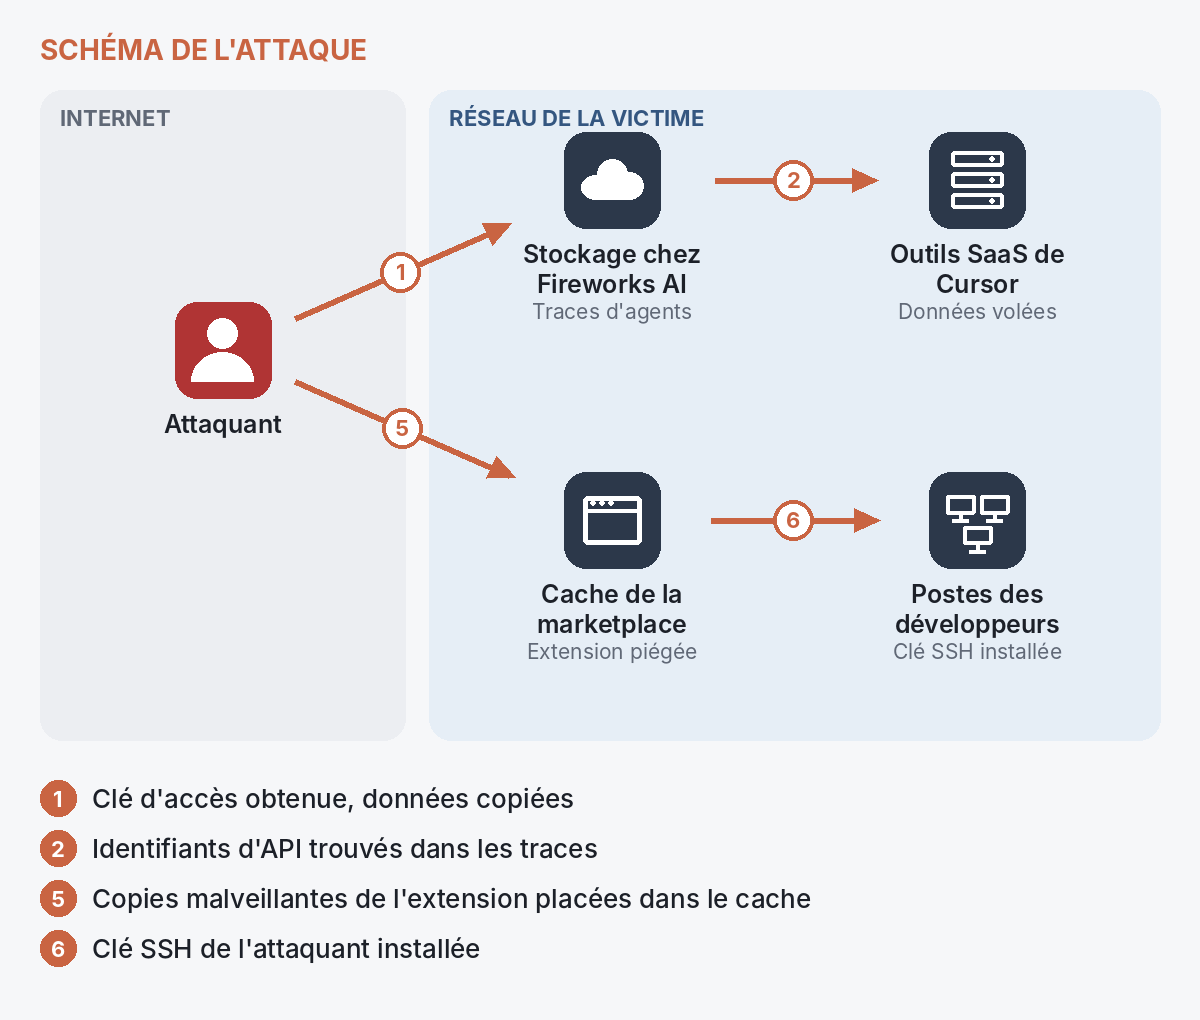 SCHÉMA DE L'ATTAQUE
INTERNET
RÉSEAU DE LA VICTIME
2
Stockage chez
Fireworks AI
Traces d'agents
Outils SaaS de
Cursor
Données volées
1
Attaquant
5
6
Cache de la
marketplace
Extension piégée
Postes des
développeurs
Clé SSH installée
1 Clé d'accès obtenue, données copiées
2 Identifiants d'API trouvés dans les traces
5 Copies malveillantes de l'extension placées dans le cache
6 Clé SSH de l'attaquant installée